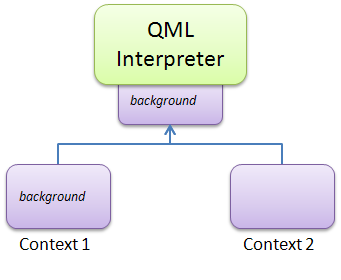 QML
Interpreter
background
background
Context 1
Context 2